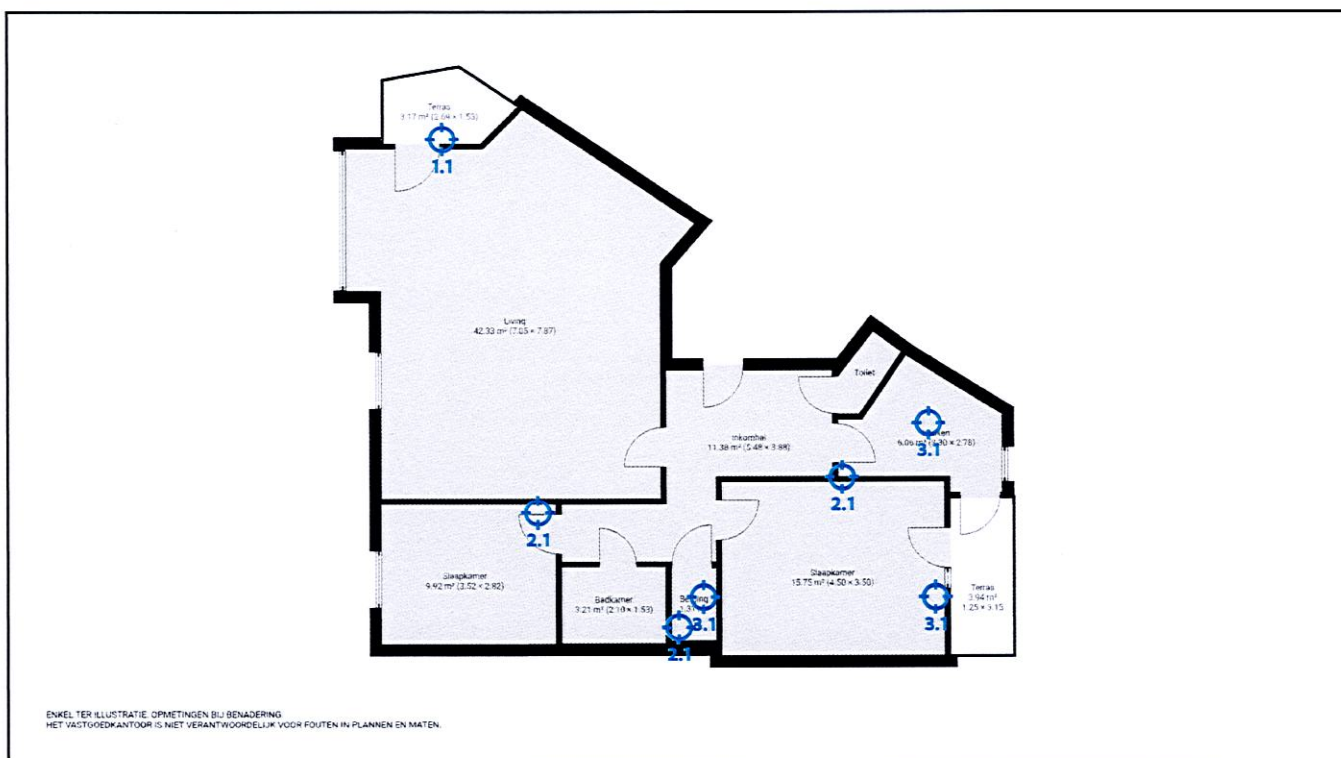 Terras
3.17 m² (2.69 × 1.53)
1.1
Living
42.33 m² (7.05 × 7.87)
Toilet
Inkomhal
11.38 m² (5.48 × 3.88)
3.1
2.1
2.1
Slaapkamer
9.92 m² (3.52 × 2.82)
Slaapkamer
15.75 m² (4.50 × 3.50)
Badkamer
3.21 m² (2.10 × 1.53)
3.1
3.1
2.1
Terras
3.94 m²
1.25 × 3.15
ENKEL TER ILLUSTRATIE. OPMETINGEN BIJ BENADERING.
HET VASTGOEDKANTOOR IS NIET VERANTWOORDELIJK VOOR FOUTEN IN PLANNEN EN MATEN.